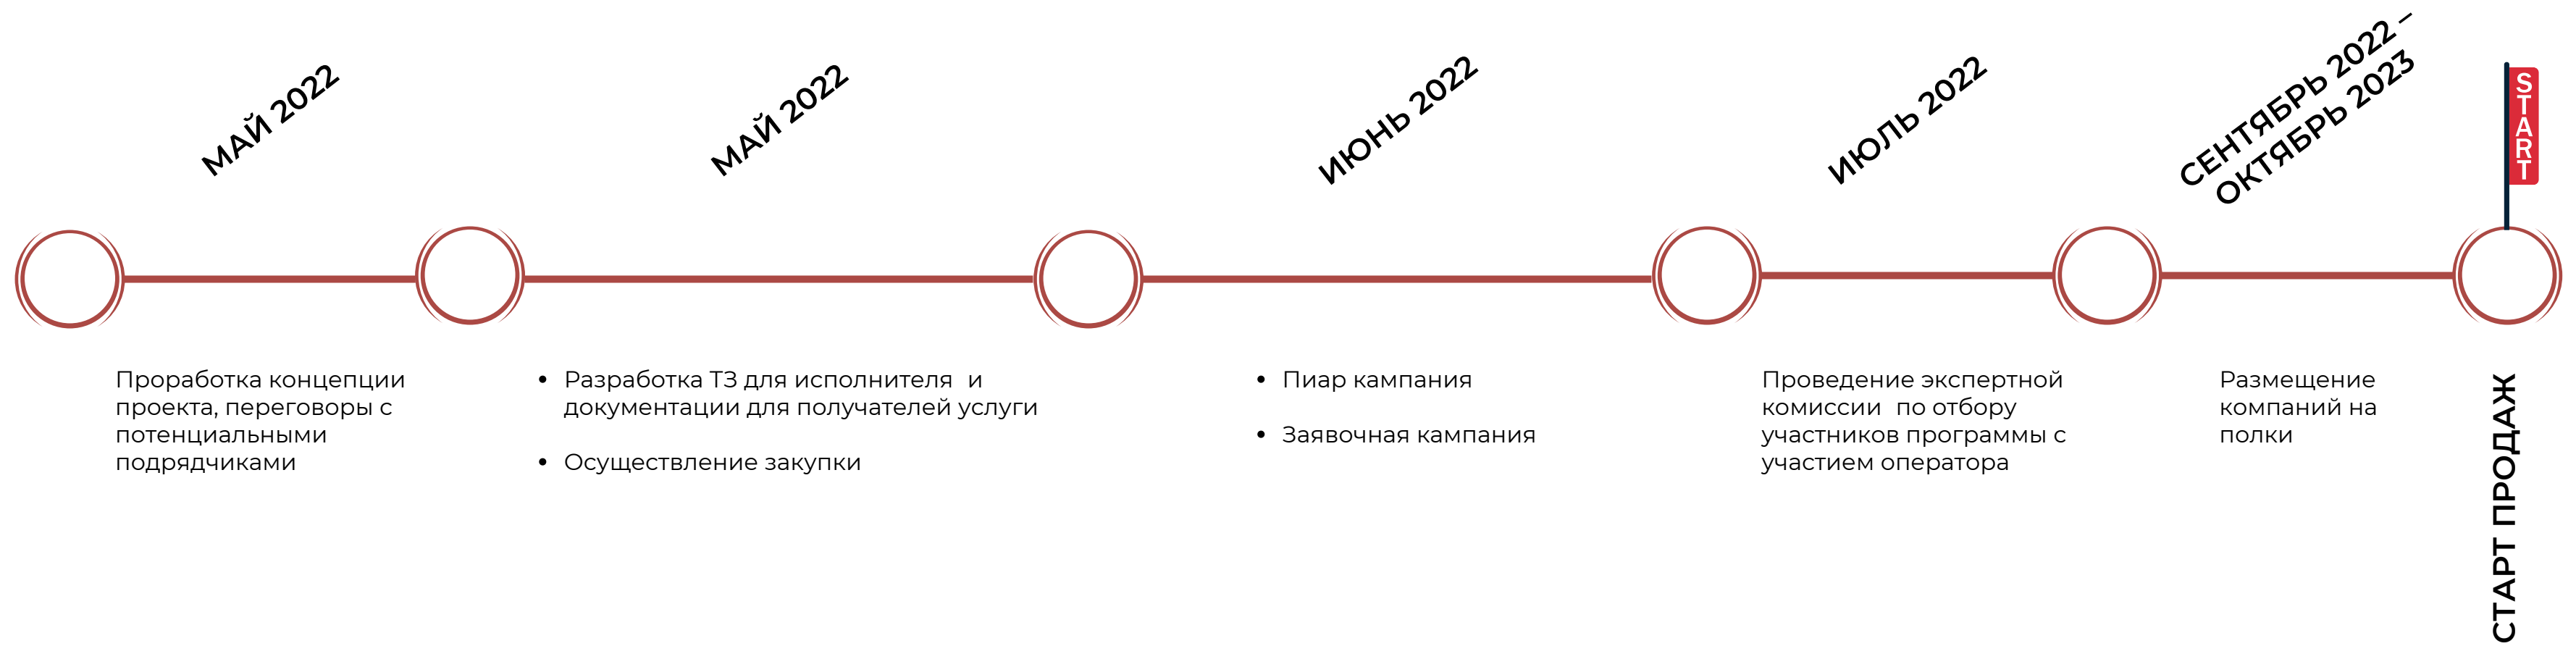 МАЙ 2022
МАЙ 2022
ИЮНЬ 2022
ИЮЛЬ 2022
СЕНТЯБРЬ 2022 –
ОКТЯБРЬ 2023
START
Проработка концепции
проекта, переговоры с
потенциальными
подрядчиками
• Разработка ТЗ для исполнителя и
документации для получателей услуги
• Осуществление закупки
• Пиар кампания
• Заявочная кампания
Проведение экспертной
комиссии по отбору
участников программы с
участием оператора
Размещение
компаний на
полки
СТАРТ ПРОДАЖ